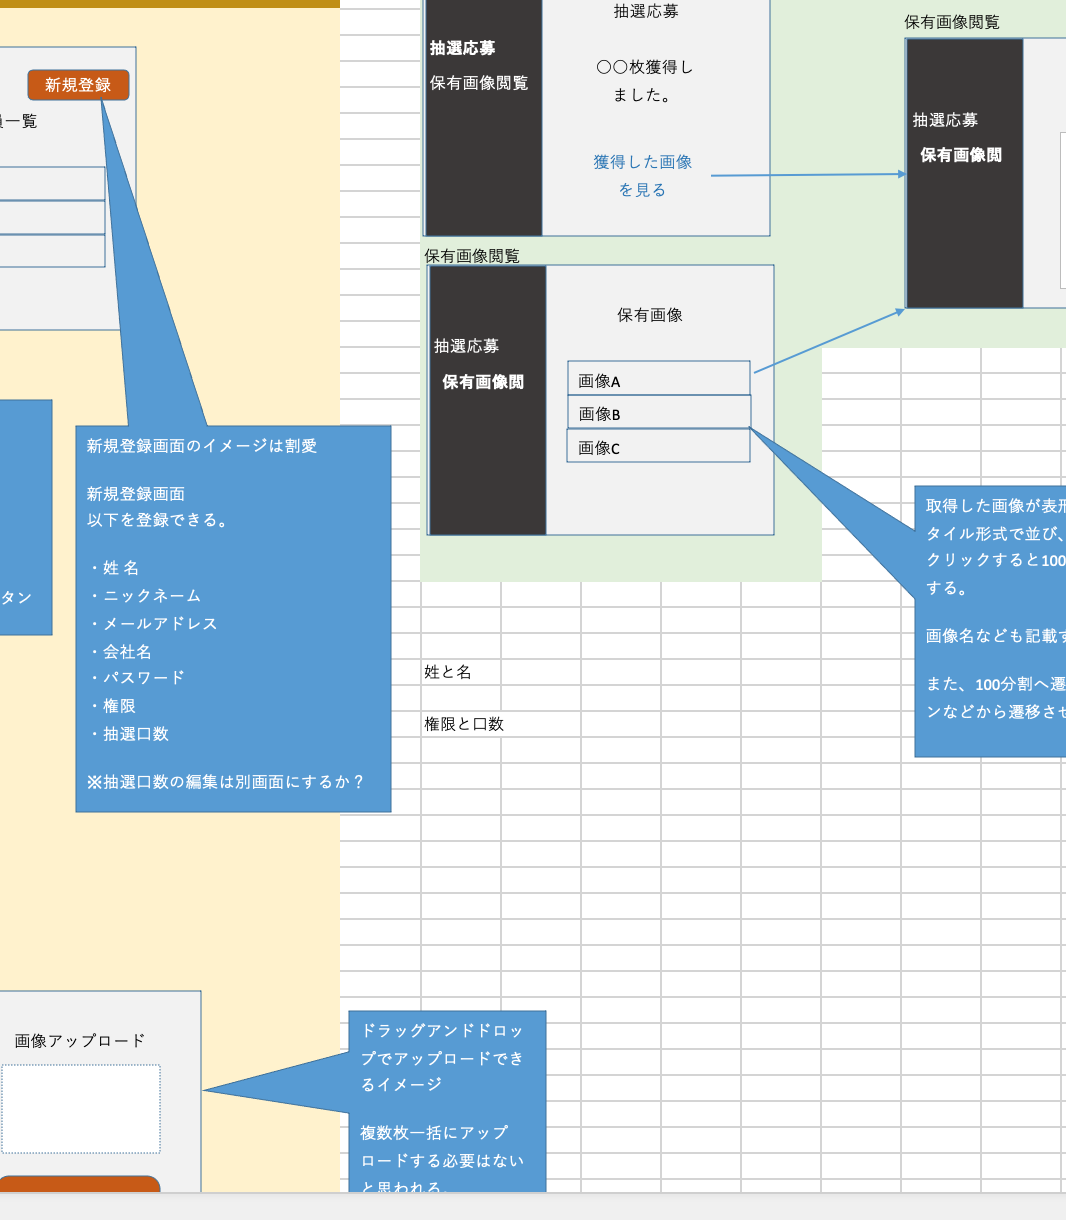 新規登録
員一覧
新規登録画面のイメージは割愛
新規登録画面
以下を登録できる。
・姓 名
・ニックネーム
・メールアドレス
・会社名
・パスワード
・権限
・抽選口数
※抽選口数の編集は別画面にするか？
タン
画像アップロード
ドラッグアンドドロッ
プでアップロードでき
るイメージ
複数枚一括にアップ
ロードする必要はない
と思われる。
抽選応募
保有画像閲覧
抽選応募
〇〇枚獲得し
ました。
獲得した画像
を見る
保有画像閲覧
抽選応募
保有画像閲
保有画像
画像A
画像B
画像C
姓と名
権限と口数
保有画像閲覧
抽選応募
保有画像閲
取得した画像が表形
タイル形式で並び、
クリックすると100
する。
画像名なども記載す
また、100分割へ遷
ンなどから遷移させ